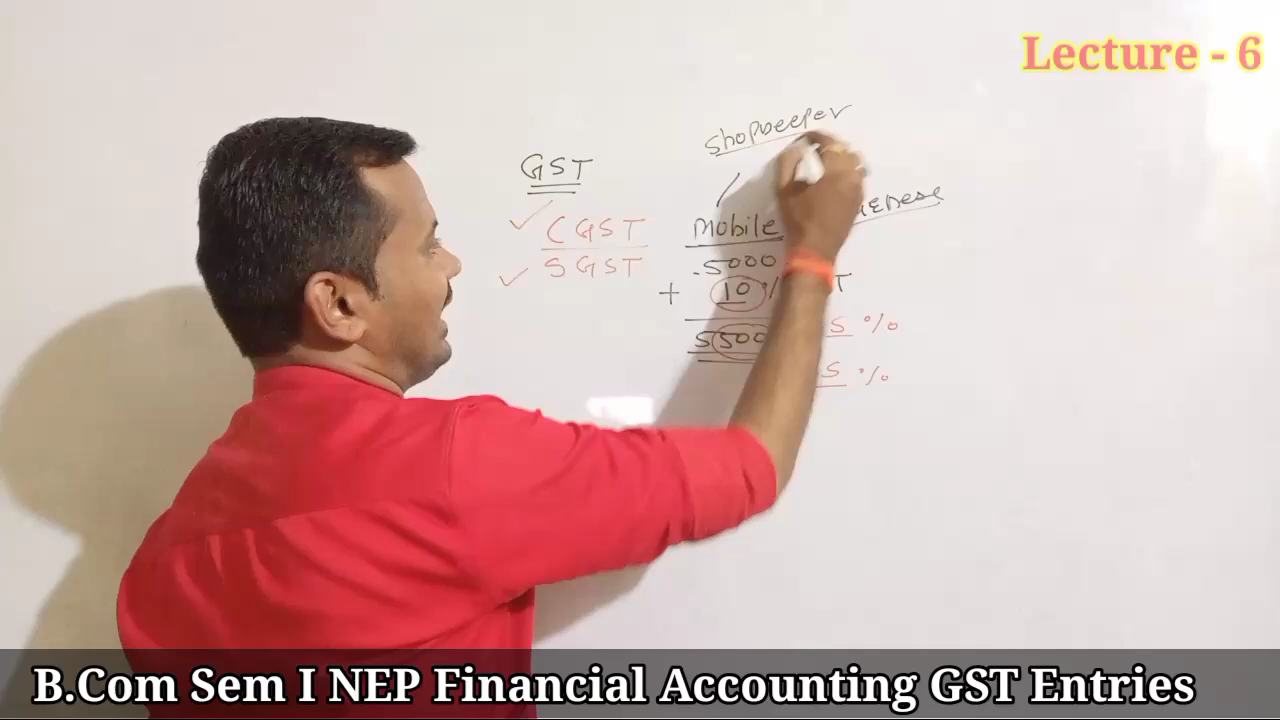 Lecture - 6
shopkeeper
GST
CGST
SGST
Mobile
5000
+ 10 %
5500
5 %
5 %
B.Com Sem I NEP Financial Accounting GST Entries